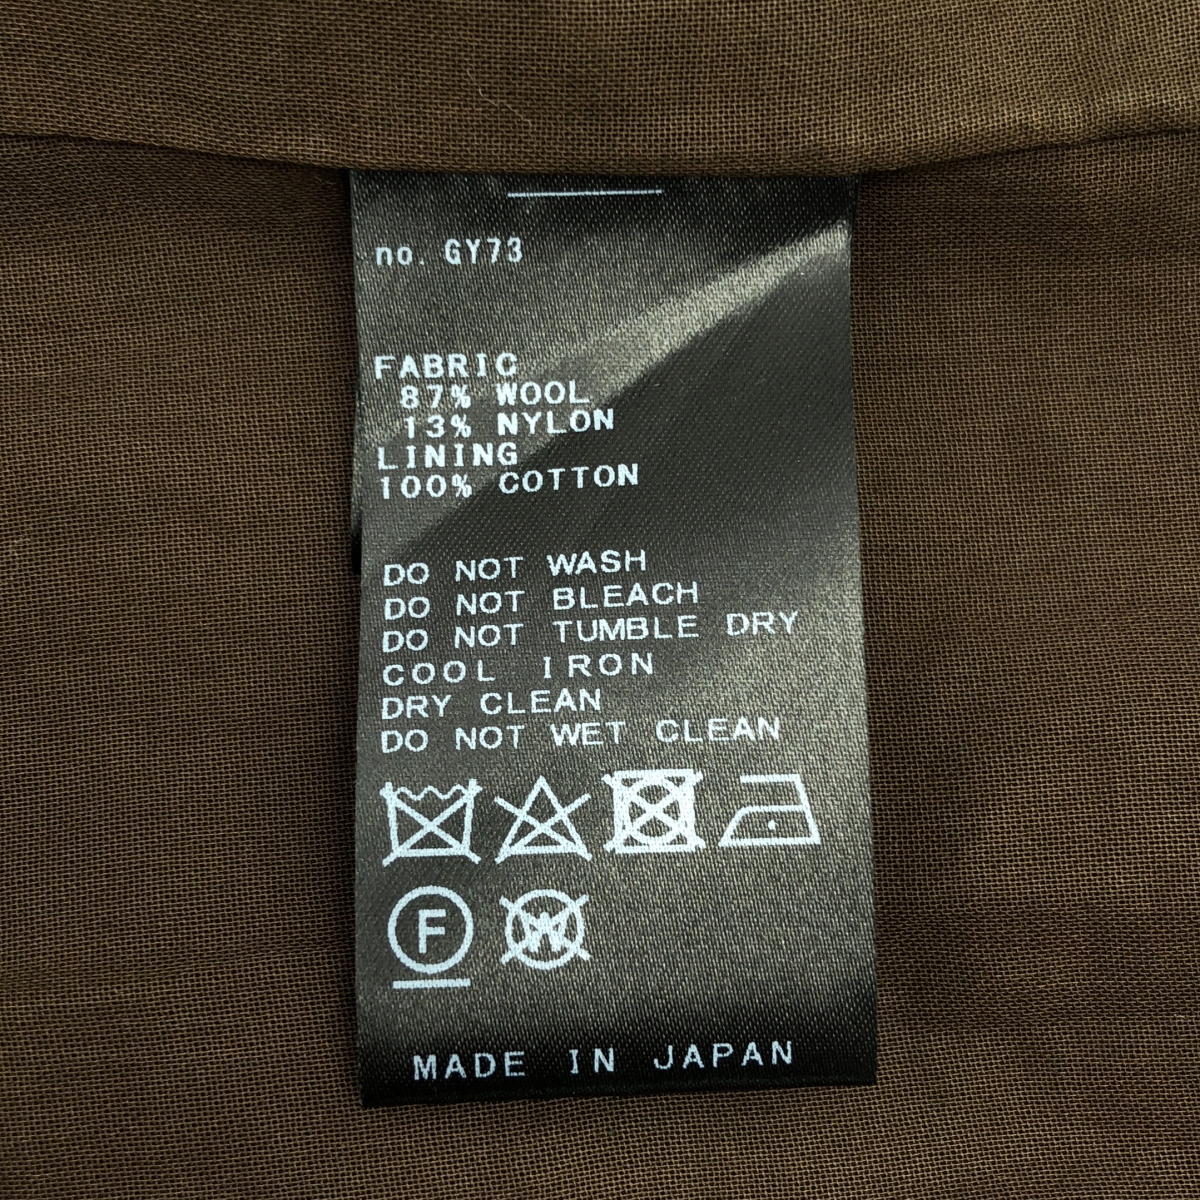 no. GY73
FABRIC
87% WOOL
13% NYLON
LINING
100% COTTON
DO NOT WASH
DO NOT BLEACH
DO NOT TUMBLE DRY
COOL IRON
DRY CLEAN
DO NOT WET CLEAN
F W
MADE IN JAPAN